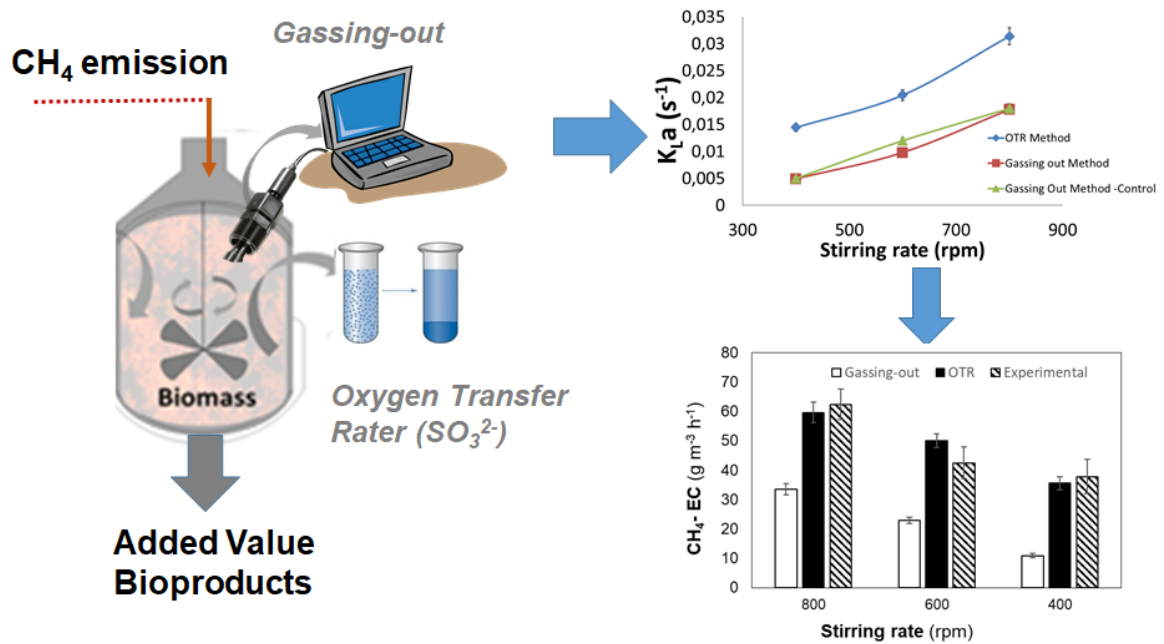 Gassing-out
CH4 emission
Biomass
Oxygen Transfer
Rater (SO3^2-)
Added Value
Bioproducts
KLa (s^-1)
0,035
0,03
0,025
0,02
0,015
0,01
0,005
0
300
500
700
900
Stirring rate (rpm)
OTR Method
Gassing out Method
Gassing Out Method -Control
CH4- EC (g m^-3 h^-1)
80
70
60
50
40
30
20
10
0
Gassing-out OTR Experimental
800
600
400
Stirring rate (rpm)